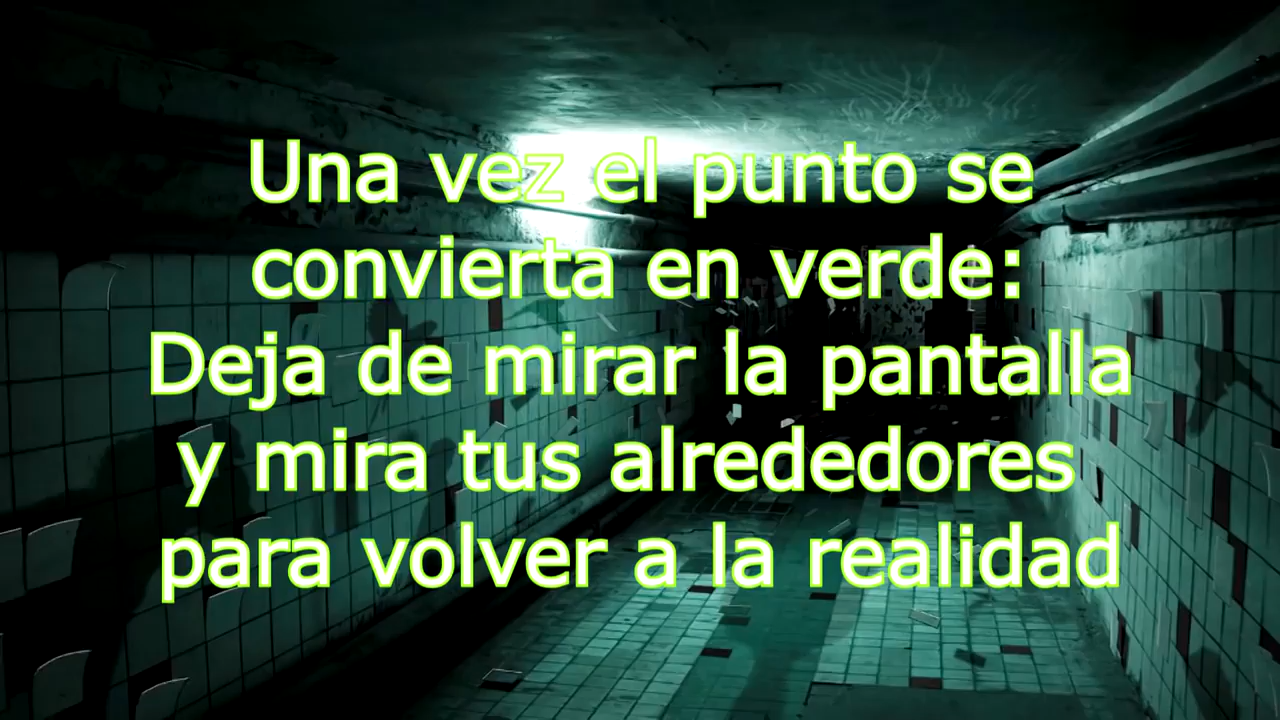 Una vez el punto se
convierta en verde:
Deja de mirar la pantalla
y mira tus alrededores
para volver a la realidad